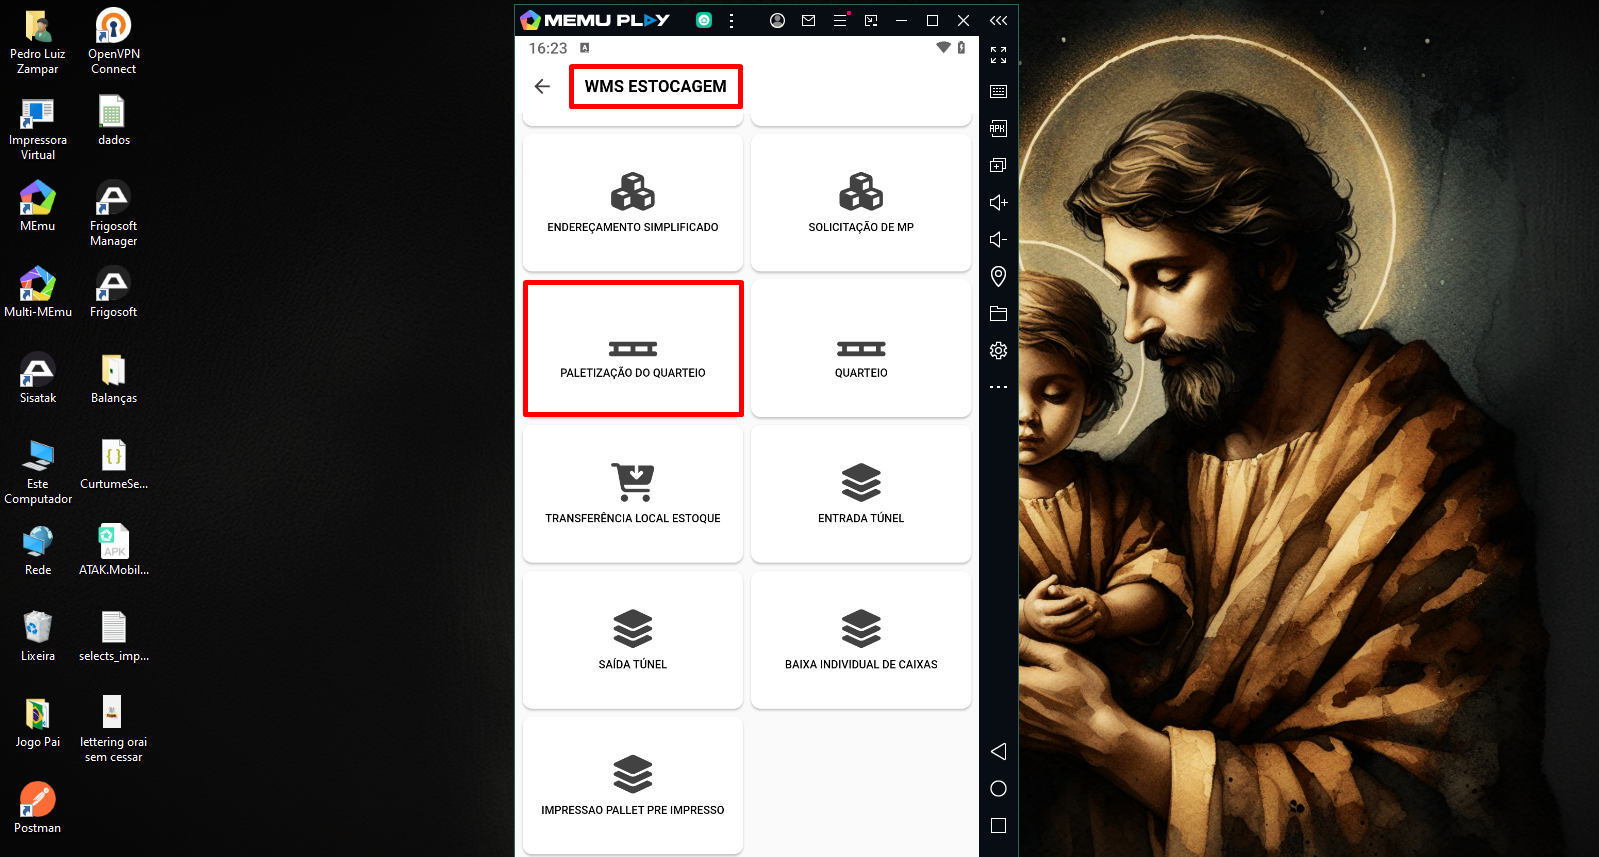 Pedro Luiz
Zampar
OpenVPN
Connect
Impressora
Virtual
dados
MEmu
Frigosoft
Manager
Multi-MEmu
Frigosoft
Sisatak
Balanças
Este
Computador
CurtumeSe...
Rede
APK
ATAK.Mobil...
Lixeira
selects_imp...
Jogo Pai
lettering orai
sem cessar
Postman
MEMU PLAY
16:23
WMS ESTOCAGEM
ENDEREÇAMENTO SIMPLIFICADO
SOLICITAÇÃO DE MP
PALETIZAÇÃO DO QUARTEIO
QUARTEIO
TRANSFERÊNCIA LOCAL ESTOQUE
ENTRADA TÚNEL
SAÍDA TÚNEL
BAIXA INDIVIDUAL DE CAIXAS
IMPRESSAO PALLET PRE IMPRESSO
APK